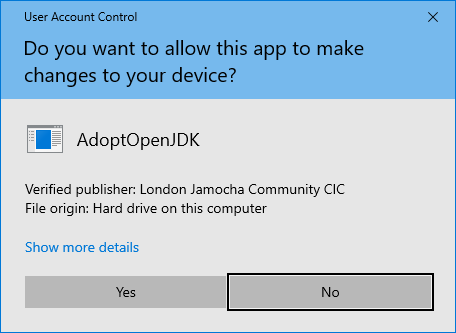 User Account Control
Do you want to allow this app to make
changes to your device?
AdoptOpenJDK
Verified publisher: London Jamocha Community CIC
File origin: Hard drive on this computer
Show more details
Yes
No